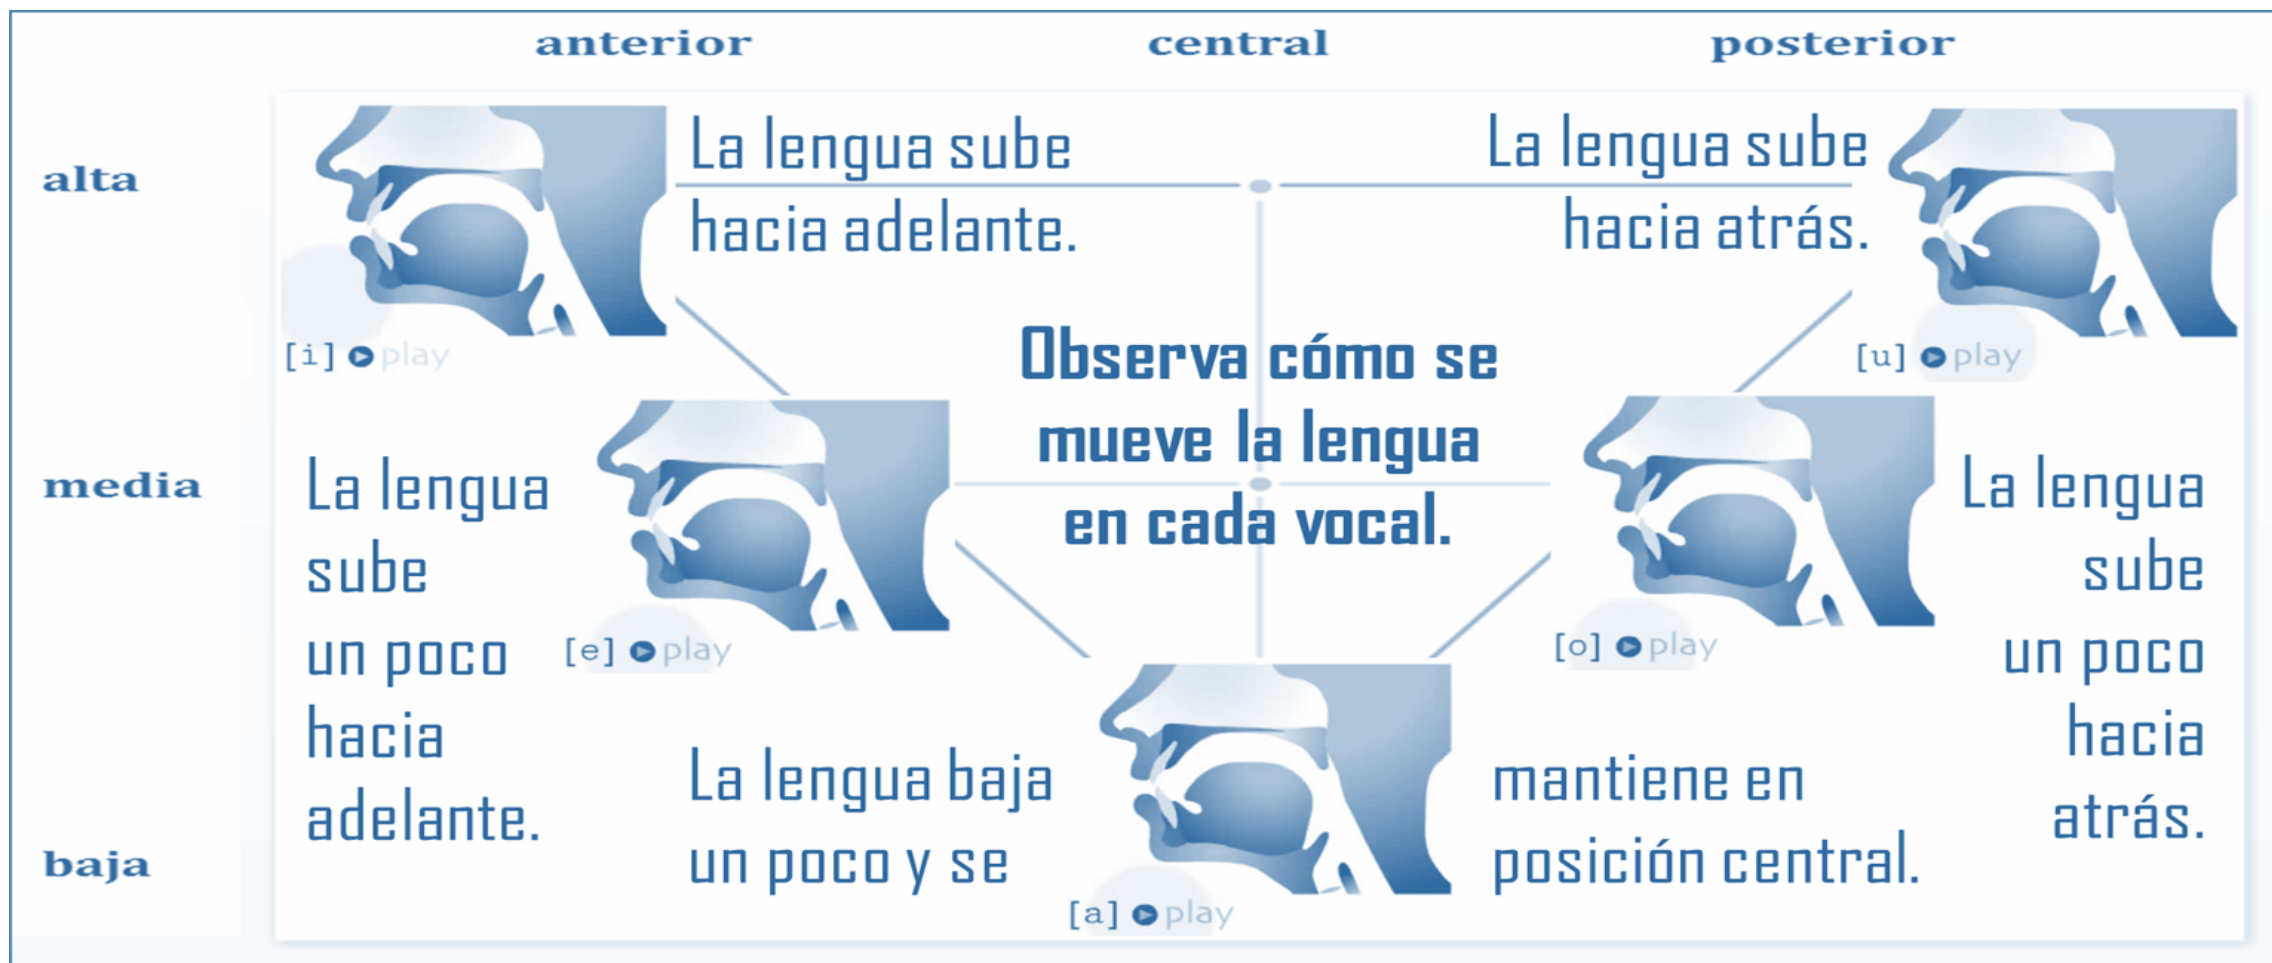 anterior central posterior
alta
La lengua sube
hacia adelante.
[i] play
La lengua sube
hacia atrás.
[u] play
Observa cómo se
mueve la lengua
en cada vocal.
media
La lengua
sube
un poco
hacia
adelante.
[e] play
[o] play
La lengua
sube
un poco
hacia
atrás.
baja
La lengua baja
un poco y se
[a] play
mantiene en
posición central.